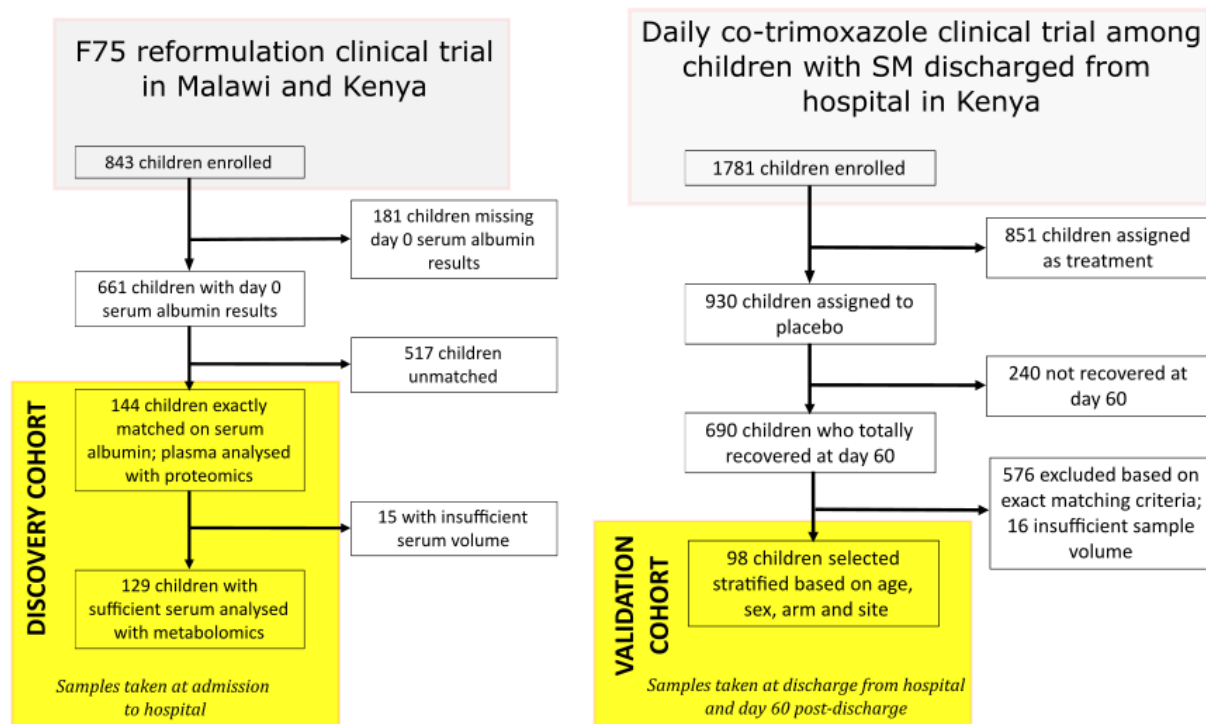 F75 reformulation clinical trial
in Malawi and Kenya
843 children enrolled
181 children missing
day 0 serum albumin
results
661 children with day 0
serum albumin results
517 children
unmatched
DISCOVERY COHORT
144 children exactly
matched on serum
albumin; plasma analysed
with proteomics
15 with insufficient
serum volume
129 children with
sufficient serum analysed
with metabolomics
Samples taken at admission
to hospital
Daily co-trimoxazole clinical trial among
children with SM discharged from
hospital in Kenya
1781 children enrolled
851 children assigned
as treatment
930 children assigned to
placebo
240 not recovered at
day 60
690 children who totally
recovered at day 60
576 excluded based on
exact matching criteria;
16 insufficient sample
volume
VALIDATION
COHORT
98 children selected
stratified based on age,
sex, arm and site
Samples taken at discharge from hospital
and day 60 post-discharge